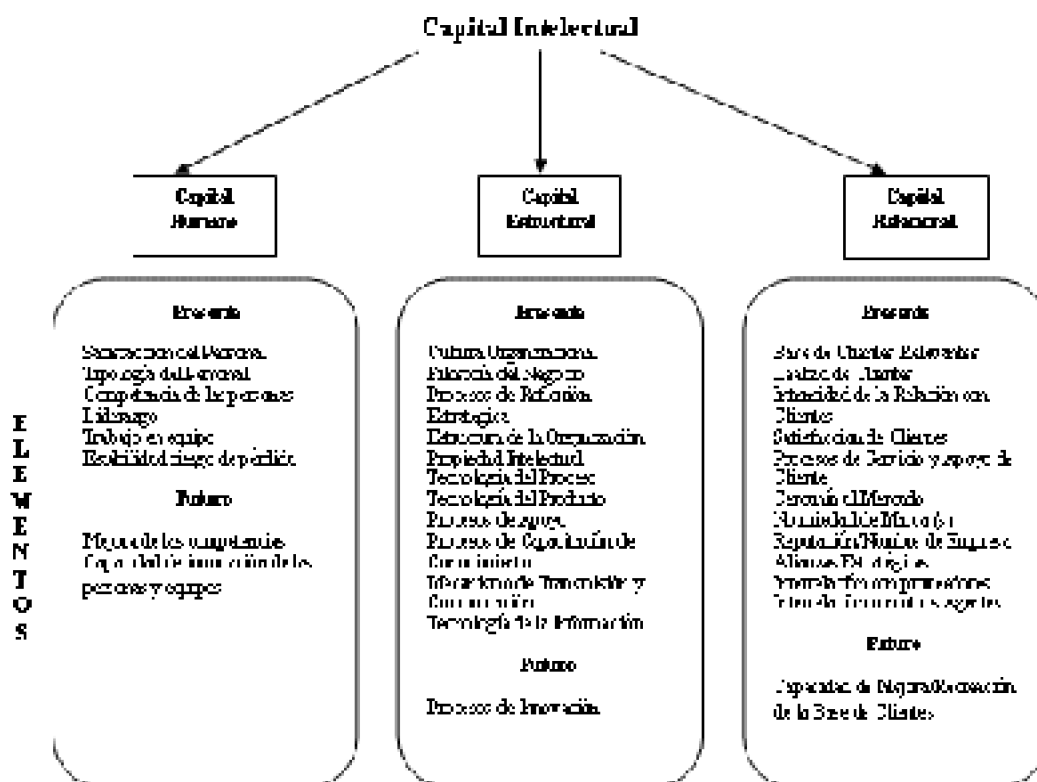 Capital Intelectual
Capital
Humano
Capital
Estructural
Capital
Relacional
E
L
E
M
E
N
T
O
S
Presente
Satisfacción del Personal
Tipología del Personal
Competencia de las personas
Liderazgo
Trabajo en equipo
Estabilidad riesgo de pérdida
Futuro
Mejora de las competencias
Capacidad de innovación de las
personas y equipos
Presente
Cultura Organizacional
Filosofía del Negocio
Procesos de Reflexión
Estratégica
Estructura de la Organización
Propiedad Intelectual
Tecnología del Proceso
Tecnología del Producto
Procesos de apoyo
Procesos de Captación de
Conocimiento
Mecanismo de Transmisión y
Comunicación
Tecnología de la Información
Futuro
Procesos de Innovación
Presente
Base de Clientes Relevantes
Lealtad de Clientes
Intensidad de la Relación con
Clientes
Satisfacción de Clientes
Procesos de Servicio y apoyo de
Cliente
Cercanía al Mercado
Notoriedad de Marca(s)
Reputación/Nombre de Empresa
Alianzas Estratégicas
Interrelación con proveedores
Interrelación con otros agentes
Futuro
Capacidad de Mejora/Recreación
de la Base de Clientes